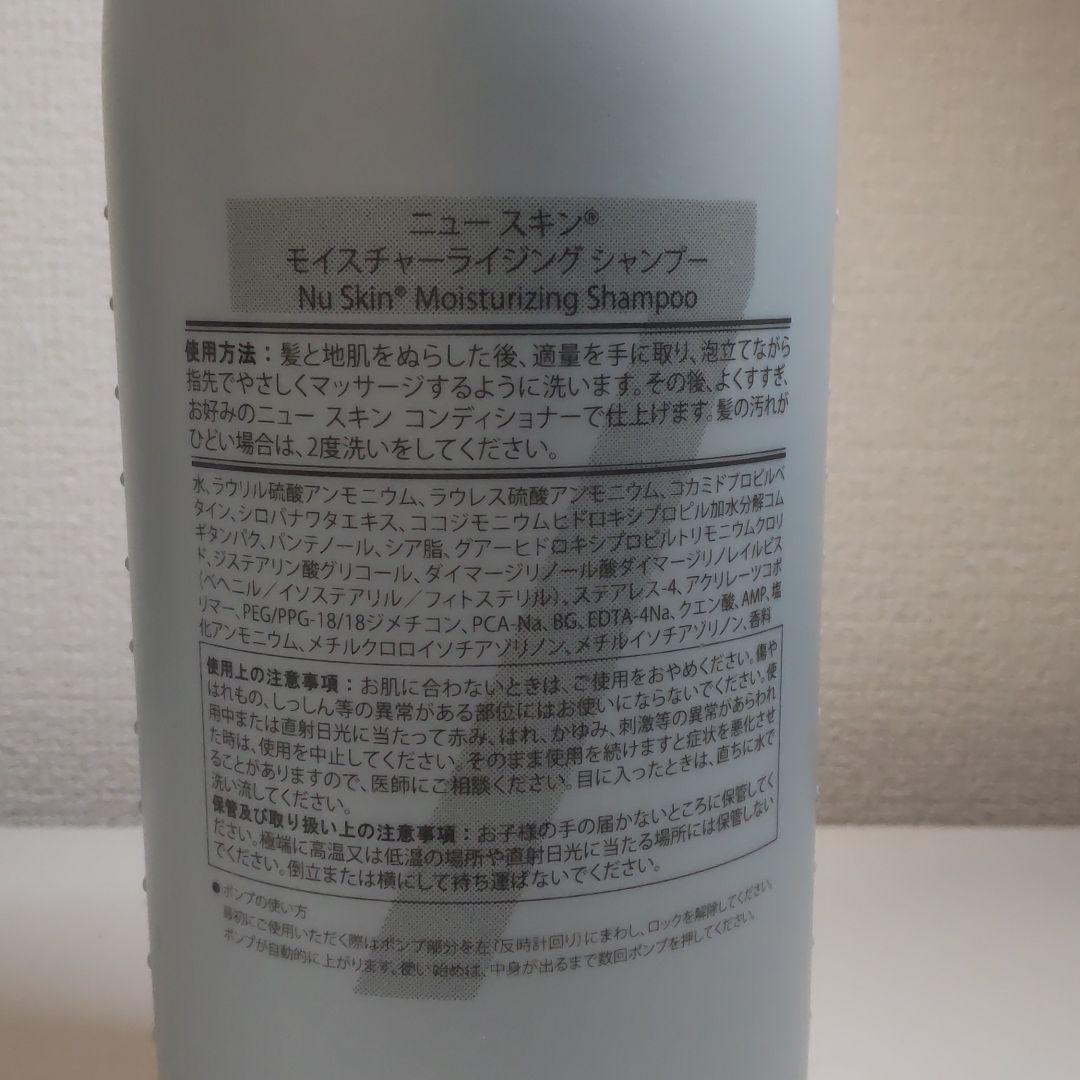 ニュー スキン®
モイスチャーライジング シャンプー
Nu Skin® Moisturizing Shampoo
使用方法：髪と地肌をぬらした後、適量を手に取り、泡立てながら
指先でやさしくマッサージするように洗います。その後、よくすすぎ、
お好みのニュー スキン コンディショナーで仕上げます。髪の汚れが
ひどい場合は、2度洗いをしてください。
水、ラウリル硫酸アンモニウム、ラウレス硫酸アンモニウム、コカミドプロピルベ
タイン、シロバナワタエキス、ココジモニウムヒドロキシプロピル加水分解コム
ギタンパク、パンテノール、シア脂、グアーヒドロキシプロピルトリモニウムクロリ
ド、ジステアリン酸グリコール、ダイマージリノール酸ダイマージリノレイルビス
（ベヘニル／イソステアリル／フィトステリル）、ステアレス-4、アクリレーツコポ
リマー、PEG/PPG-18/18ジメチコン、PCA-Na、BG、EDTA-4Na、クエン酸、AMP、塩
化アンモニウム、メチルクロロイソチアゾリノン、メチルイソチアゾリノン、香料
使用上の注意事項：お肌に合わないときは、ご使用をおやめください。傷や
はれもの、しっしん等の異常がある部位にはお使いにならないでください。使
用中または直射日光に当たって赤み、はれ、かゆみ、刺激等の異常があらわれ
た時は、使用を中止してください。そのまま使用を続けますと症状を悪化させ
ることがありますので、医師にご相談ください。目に入ったときは、直ちに水で
洗い流してください。
保管及び取り扱い上の注意事項：お子様の手の届かないところに保管してく
ださい。極端に高温又は低温の場所や直射日光に当たる場所には保管しない
でください。倒立または横にして持ち運ばないでください。
●ポンプの使い方
最初にご使用いただく際はポンプ部分を左（反時計回り）にまわし、ロックを解除してください。
ポンプが自動的に上がります。使い始めは、中身が出るまで数回ポンプを押してください。